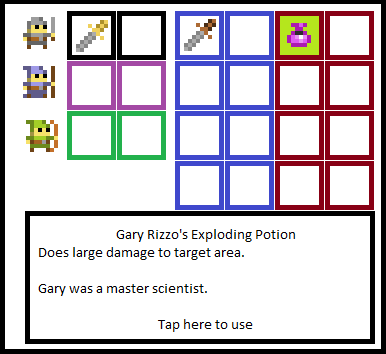 Gary Rizzo's Exploding Potion
Does large damage to target area.
Gary was a master scientist.
Tap here to use